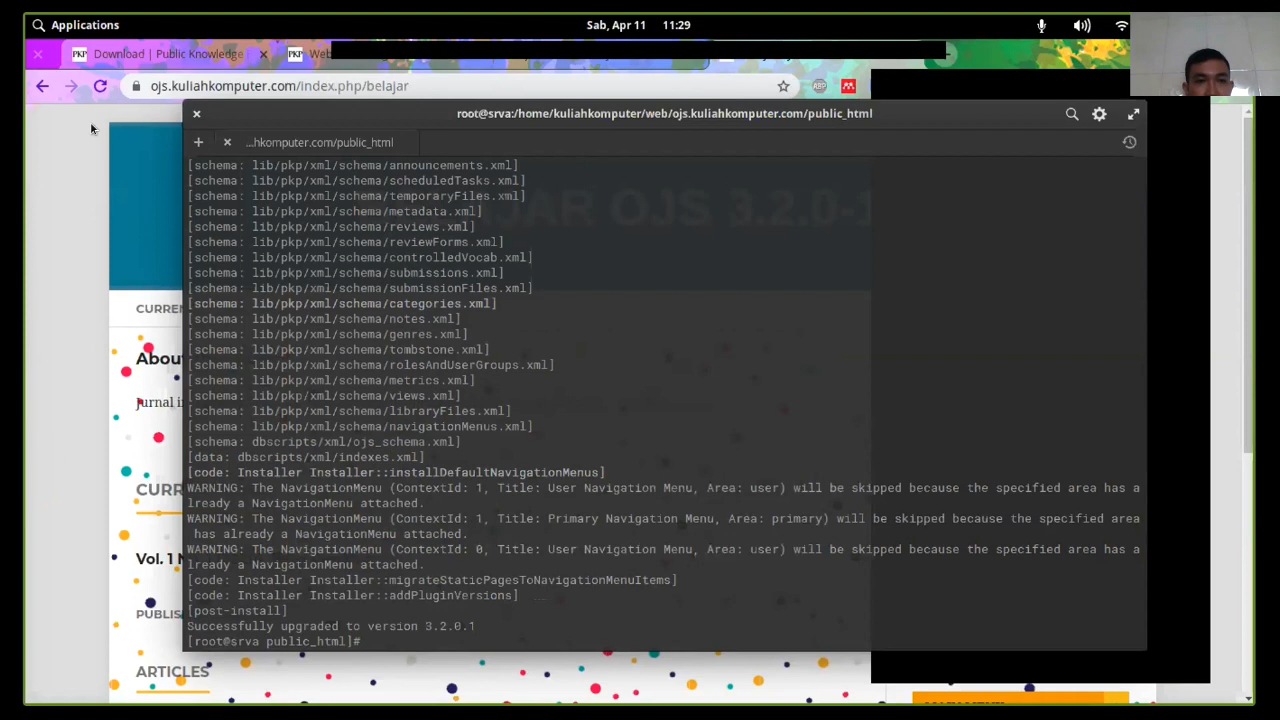 Applications
Sab, Apr 11 11:29
Download | Public Knowledge
Web
ojs.kuliahkomputer.com/index.php/belajar
root@srva:/home/kuliahkomputer/web/ojs.kuliahkomputer.com/public_html
...hkomputer.com/public_html
JAR OJS 3.2.0-1
[schema: lib/pkp/xml/schema/announcements.xml]
[schema: lib/pkp/xml/schema/scheduledTasks.xml]
[schema: lib/pkp/xml/schema/temporaryFiles.xml]
[schema: lib/pkp/xml/schema/metadata.xml]
[schema: lib/pkp/xml/schema/reviews.xml]
[schema: lib/pkp/xml/schema/reviewForms.xml]
[schema: lib/pkp/xml/schema/controlledVocab.xml]
[schema: lib/pkp/xml/schema/submissions.xml]
[schema: lib/pkp/xml/schema/submissionFiles.xml]
[schema: lib/pkp/xml/schema/categories.xml]
[schema: lib/pkp/xml/schema/notes.xml]
[schema: lib/pkp/xml/schema/genres.xml]
[schema: lib/pkp/xml/schema/tombstone.xml]
[schema: lib/pkp/xml/schema/rolesAndUserGroups.xml]
[schema: lib/pkp/xml/schema/metrics.xml]
[schema: lib/pkp/xml/schema/views.xml]
[schema: lib/pkp/xml/schema/libraryFiles.xml]
[schema: lib/pkp/xml/schema/navigationMenus.xml]
[schema: dbscripts/xml/ojs_schema.xml]
[data: dbscripts/xml/indexes.xml]
[code: Installer Installer::installDefaultNavigationMenus]
WARNING: The NavigationMenu (ContextId: 1, Title: User Navigation Menu, Area: user) will be skipped because the specified area has a
lready a NavigationMenu attached.
WARNING: The NavigationMenu (ContextId: 1, Title: Primary Navigation Menu, Area: primary) will be skipped because the specified area
has already a NavigationMenu attached.
WARNING: The NavigationMenu (ContextId: 0, Title: User Navigation Menu, Area: user) will be skipped because the specified area has a
lready a NavigationMenu attached.
[code: Installer Installer::migrateStaticPagesToNavigationMenuItems]
[code: Installer Installer::addPluginVersions]
[post-install]
Successfully upgraded to version 3.2.0.1
[root@srva public_html]#
CURREN
About
Jurnal i
CURR
Vol. 1
PUBLIS
ARTICLES